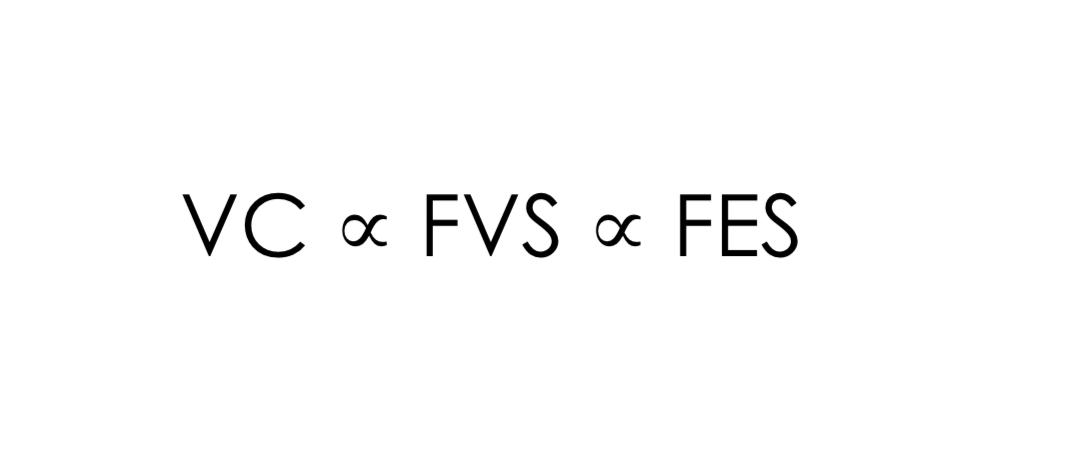 VC ∝ FVS ∝ FES